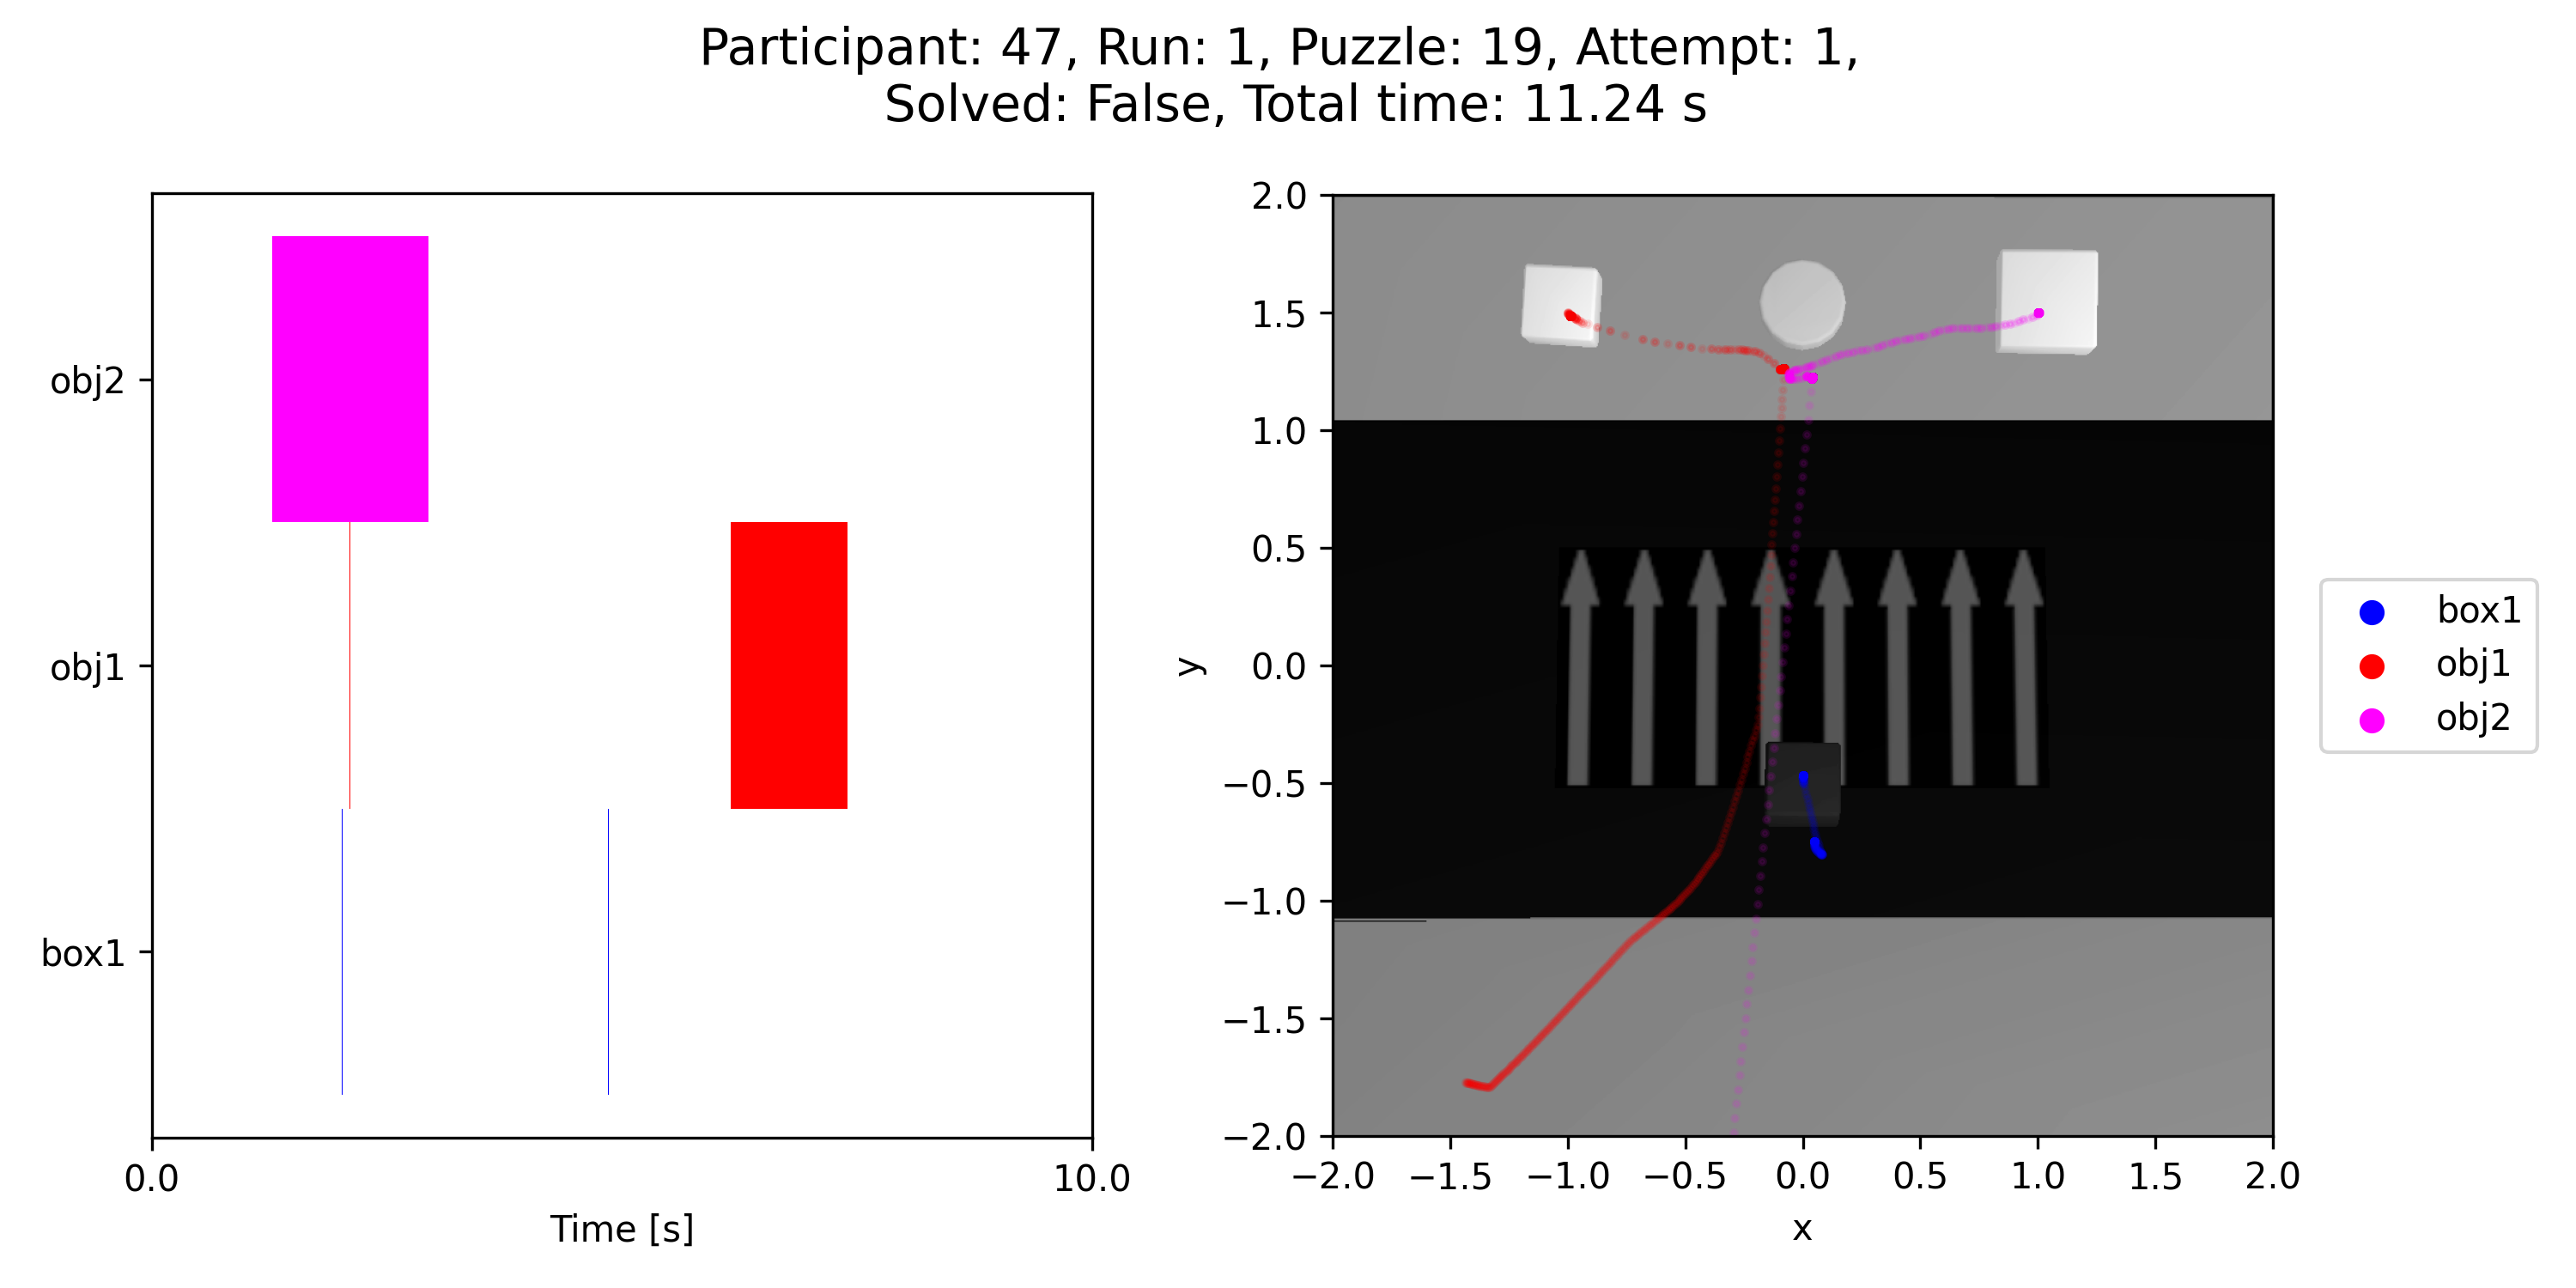 Participant: 47, Run: 1, Puzzle: 19, Attempt: 1,
Solved: False, Total time: 11.24 s
obj2
obj1
box1
0.0
10.0
Time [s]
2.0
1.5
1.0
0.5
0.0
−0.5
−1.0
−1.5
−2.0
y
−2.0 −1.5 −1.0 −0.5 0.0 0.5 1.0 1.5 2.0
x
box1
obj1
obj2